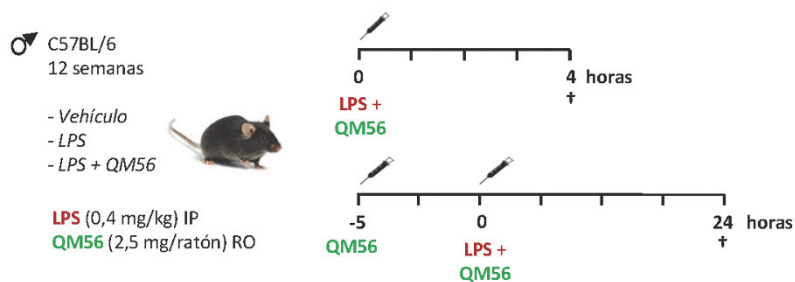 C57BL/6
12 semanas
- Vehículo
- LPS
- LPS + QM56
LPS (0,4 mg/kg) IP
QM56 (2,5 mg/ratón) RO
0 4 horas
LPS + †
QM56
-5 0 24 horas
QM56 LPS + †
QM56